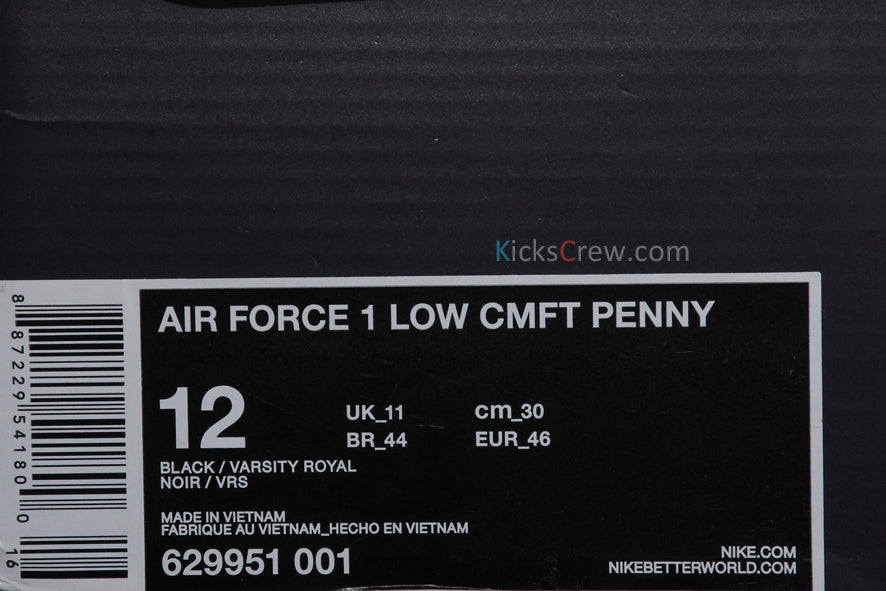 KicksCrew.com
AIR FORCE 1 LOW CMFT PENNY
12
UK_11 cm_30
BR_44 EUR_46
BLACK / VARSITY ROYAL
NOIR / VRS
MADE IN VIETNAM
FABRIQUE AU VIETNAM_HECHO EN VIETNAM
629951 001
NIKE.COM
NIKEBETTERWORLD.COM
8 87229 54180 0 16